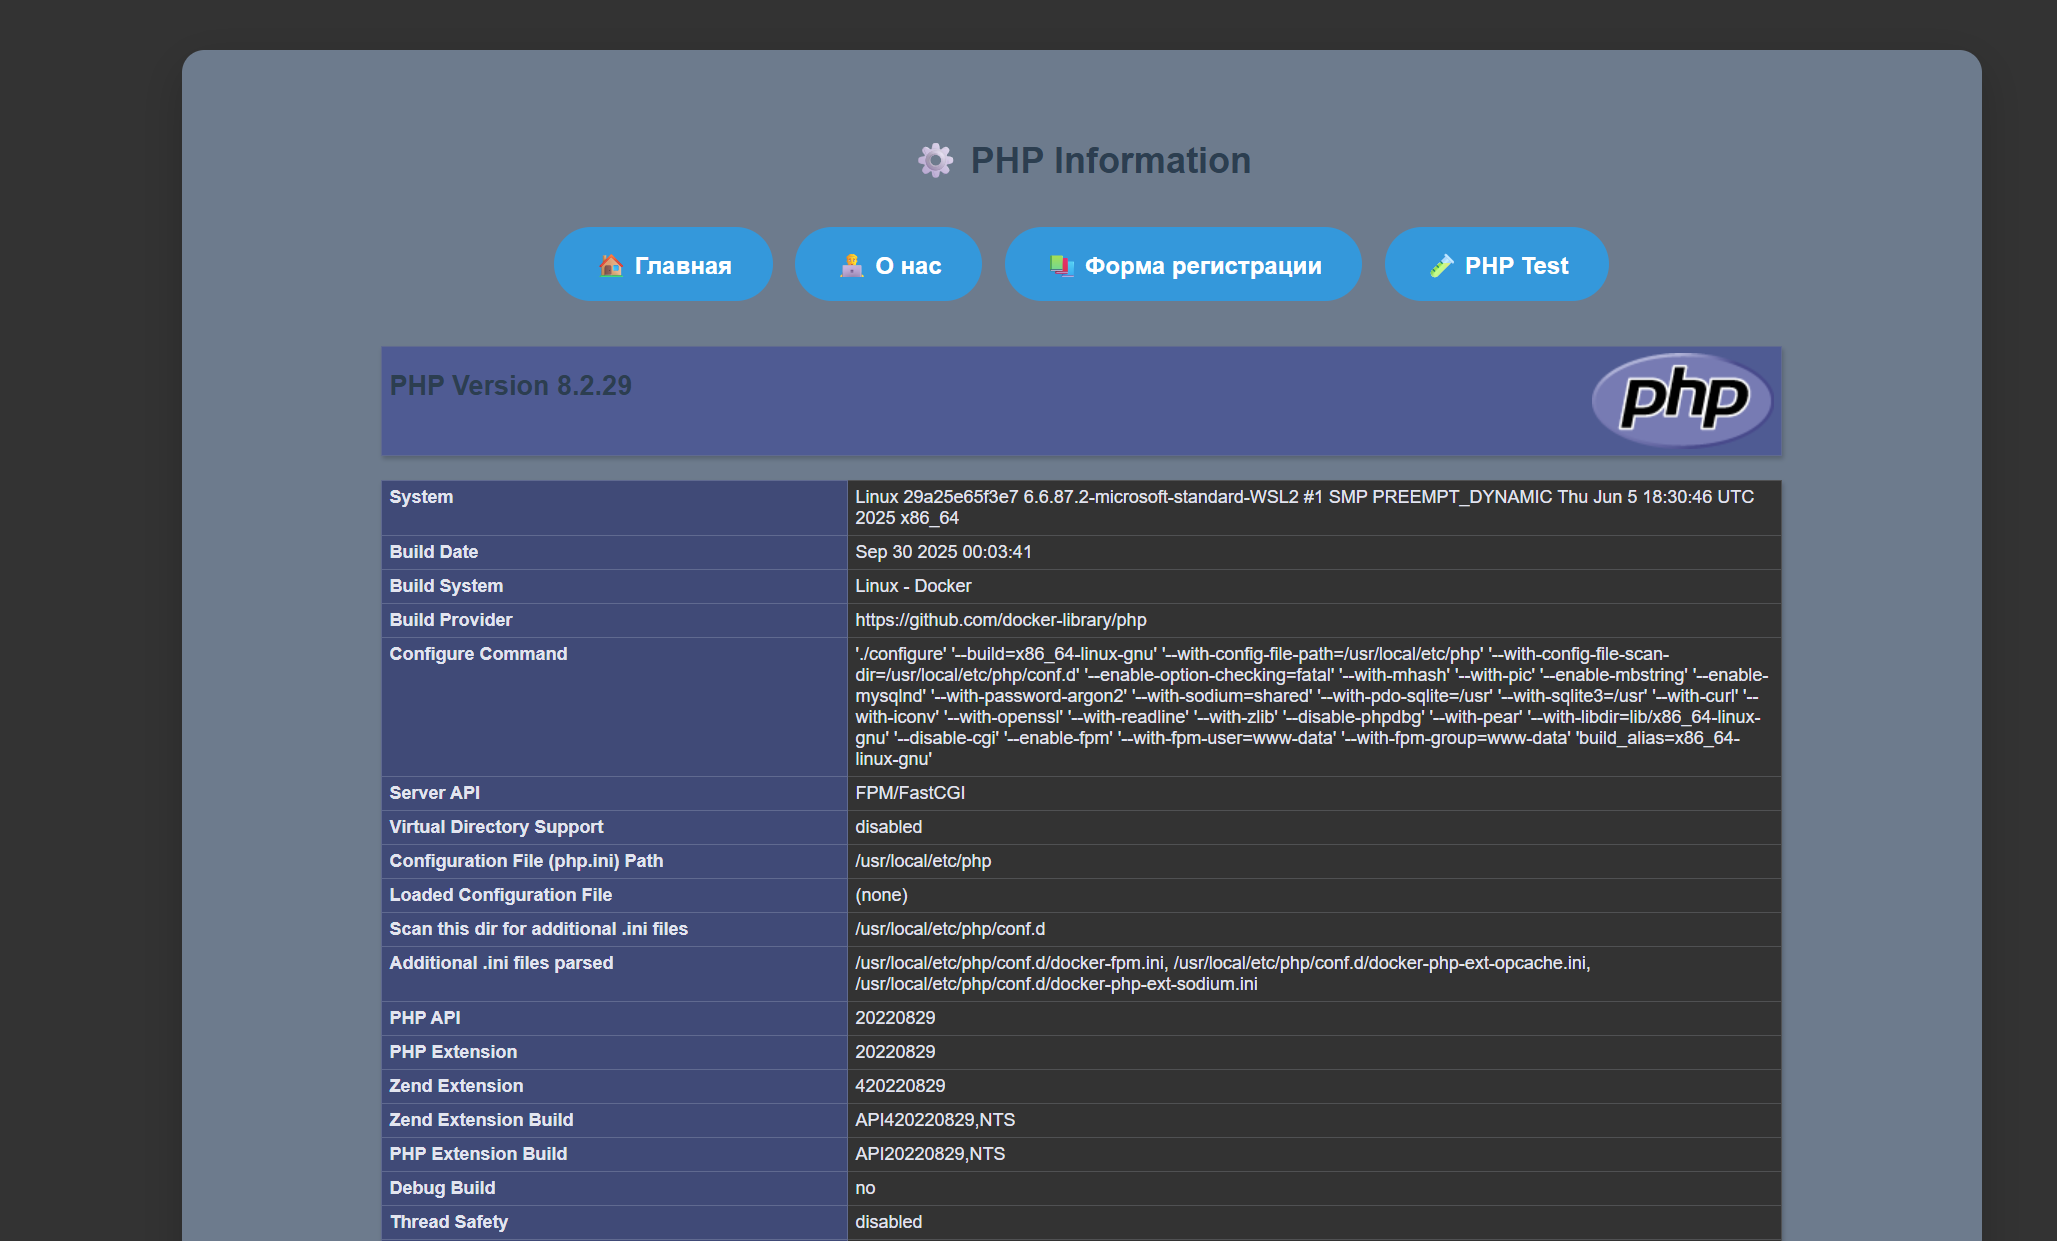 PHP Information
Главная
О нас
Форма регистрации
PHP Test
PHP Version 8.2.29
php
System
Linux 29a25e65f3e7 6.6.87.2-microsoft-standard-WSL2 #1 SMP PREEMPT_DYNAMIC Thu Jun 5 18:30:46 UTC
2025 x86_64
Build Date
Sep 30 2025 00:03:41
Build System
Linux - Docker
Build Provider
https://github.com/docker-library/php
Configure Command
'./configure' '--build=x86_64-linux-gnu' '--with-config-file-path=/usr/local/etc/php' '--with-config-file-scan-
dir=/usr/local/etc/php/conf.d' '--enable-option-checking=fatal' '--with-mhash' '--with-pic' '--enable-mbstring' '--enable-
mysqlnd' '--with-password-argon2' '--with-sodium=shared' '--with-pdo-sqlite=/usr' '--with-sqlite3=/usr' '--with-curl' '--
with-iconv' '--with-openssl' '--with-readline' '--with-zlib' '--disable-phpdbg' '--with-pear' '--with-libdir=lib/x86_64-linux-
gnu' '--disable-cgi' '--enable-fpm' '--with-fpm-user=www-data' '--with-fpm-group=www-data' 'build_alias=x86_64-
linux-gnu'
Server API
FPM/FastCGI
Virtual Directory Support
disabled
Configuration File (php.ini) Path
/usr/local/etc/php
Loaded Configuration File
(none)
Scan this dir for additional .ini files
/usr/local/etc/php/conf.d
Additional .ini files parsed
/usr/local/etc/php/conf.d/docker-fpm.ini, /usr/local/etc/php/conf.d/docker-php-ext-opcache.ini,
/usr/local/etc/php/conf.d/docker-php-ext-sodium.ini
PHP API
20220829
PHP Extension
20220829
Zend Extension
420220829
Zend Extension Build
API420220829,NTS
PHP Extension Build
API20220829,NTS
Debug Build
no
Thread Safety
disabled